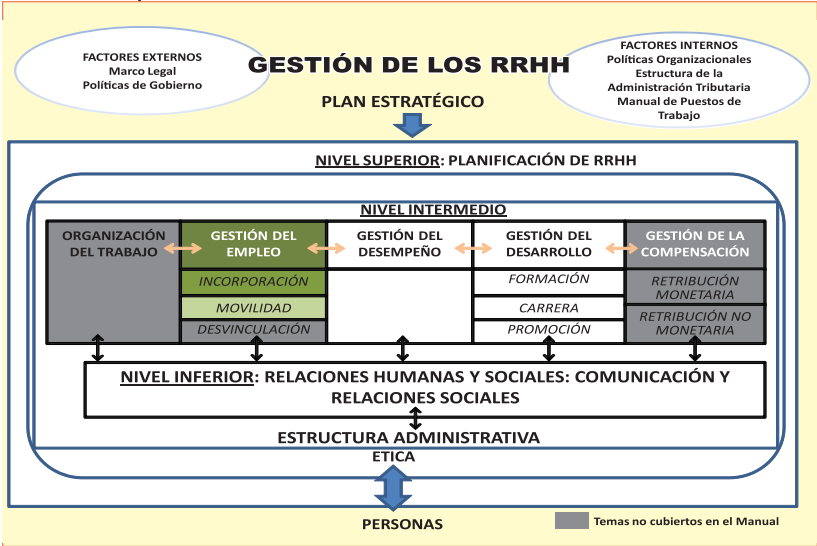 FACTORES EXTERNOS
Marco Legal
Políticas de Gobierno
GESTIÓN DE LOS RRHH
FACTORES INTERNOS
Políticas Organizacionales
Estructura de la
Administración Tributaria
Manual de Puestos de
Trabajo
PLAN ESTRATÉGICO
NIVEL SUPERIOR: PLANIFICACIÓN DE RRHH
NIVEL INTERMEDIO
ORGANIZACIÓN
DEL TRABAJO
GESTIÓN DEL
EMPLEO
INCORPORACIÓN
MOVILIDAD
DESVINCULACIÓN
GESTIÓN DEL
DESEMPEÑO
GESTIÓN DEL
DESARROLLO
FORMACIÓN
CARRERA
PROMOCIÓN
GESTIÓN DE LA
COMPENSACIÓN
RETRIBUCIÓN
MONETARIA
RETRIBUCIÓN NO
MONETARIA
NIVEL INFERIOR: RELACIONES HUMANAS Y SOCIALES: COMUNICACIÓN Y
RELACIONES SOCIALES
ESTRUCTURA ADMINISTRATIVA
ETICA
PERSONAS
Temas no cubiertos en el Manual